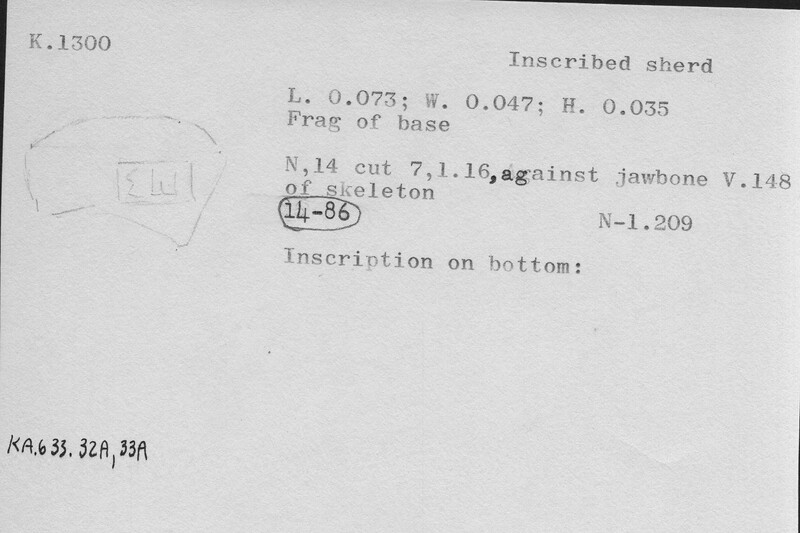 K.1300
Inscribed sherd
L. 0.073; W. 0.047; H. 0.035
Frag of base
N,14 cut 7,1.16,against jawbone V.148
of skeleton
14-86
N-1.209
Inscription on bottom:
KA.633.32A,33A